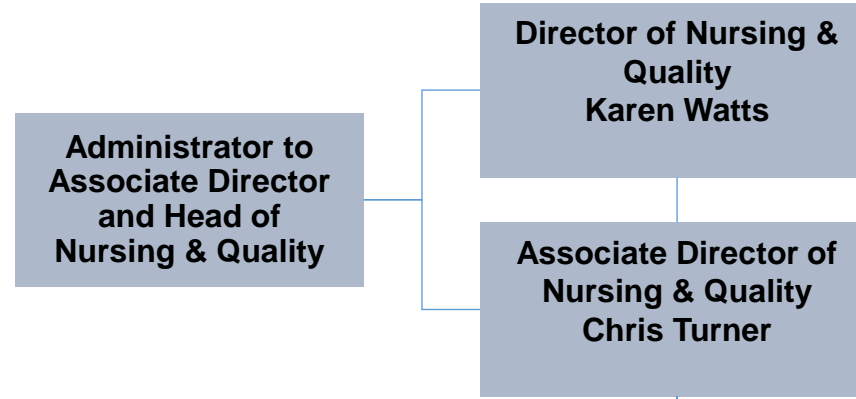 Administrator to
Associate Director
and Head of
Nursing & Quality
Director of Nursing &
Quality
Karen Watts
Associate Director of
Nursing & Quality
Chris Turner